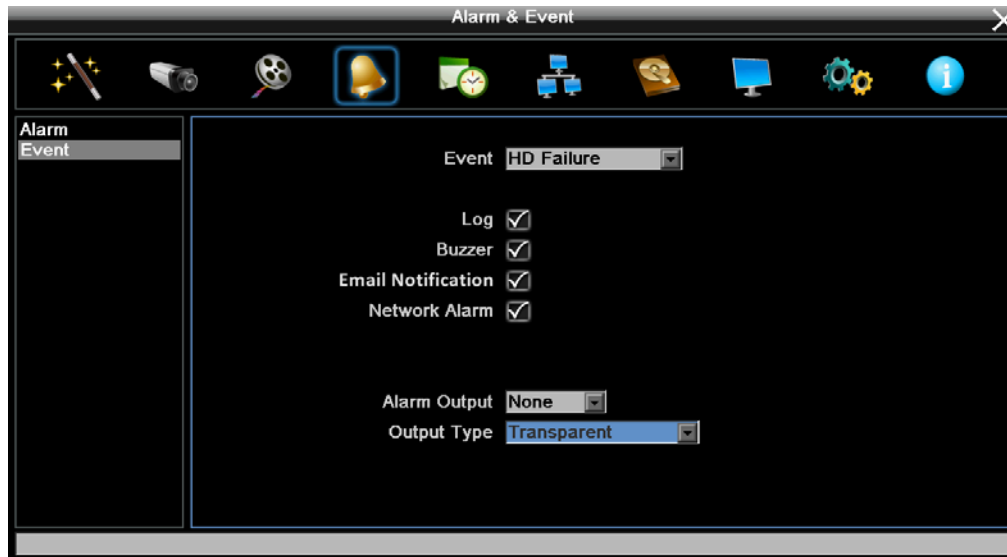 Alarm & Event
Alarm
Event
Event HD Failure
Log
Buzzer
Email Notification
Network Alarm
Alarm Output None
Output Type Transparent